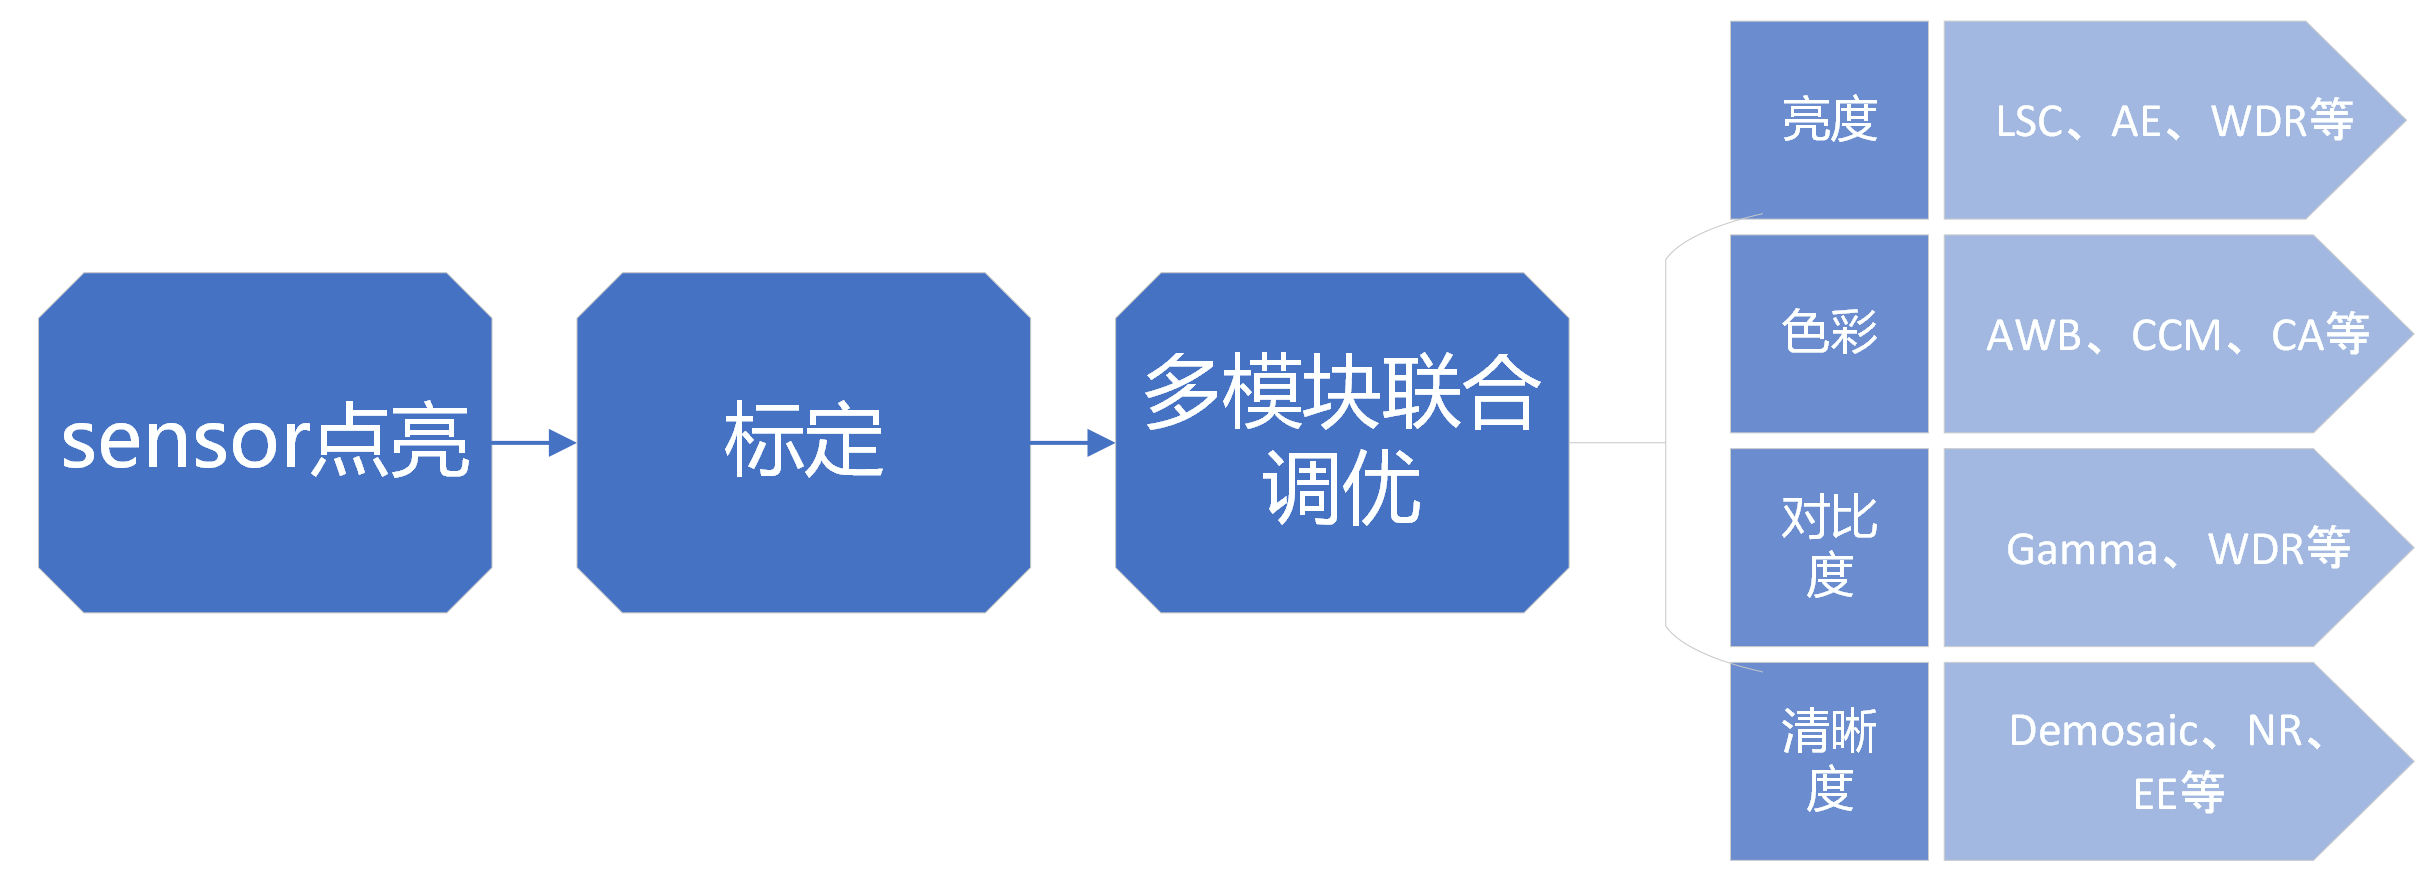 sensor点亮
标定
多模块联合
调优
亮度
LSC、AE、WDR等
色彩
AWB、CCM、CA等
对比
度
Gamma、WDR等
清晰
度
Demosaic、NR、
EE等